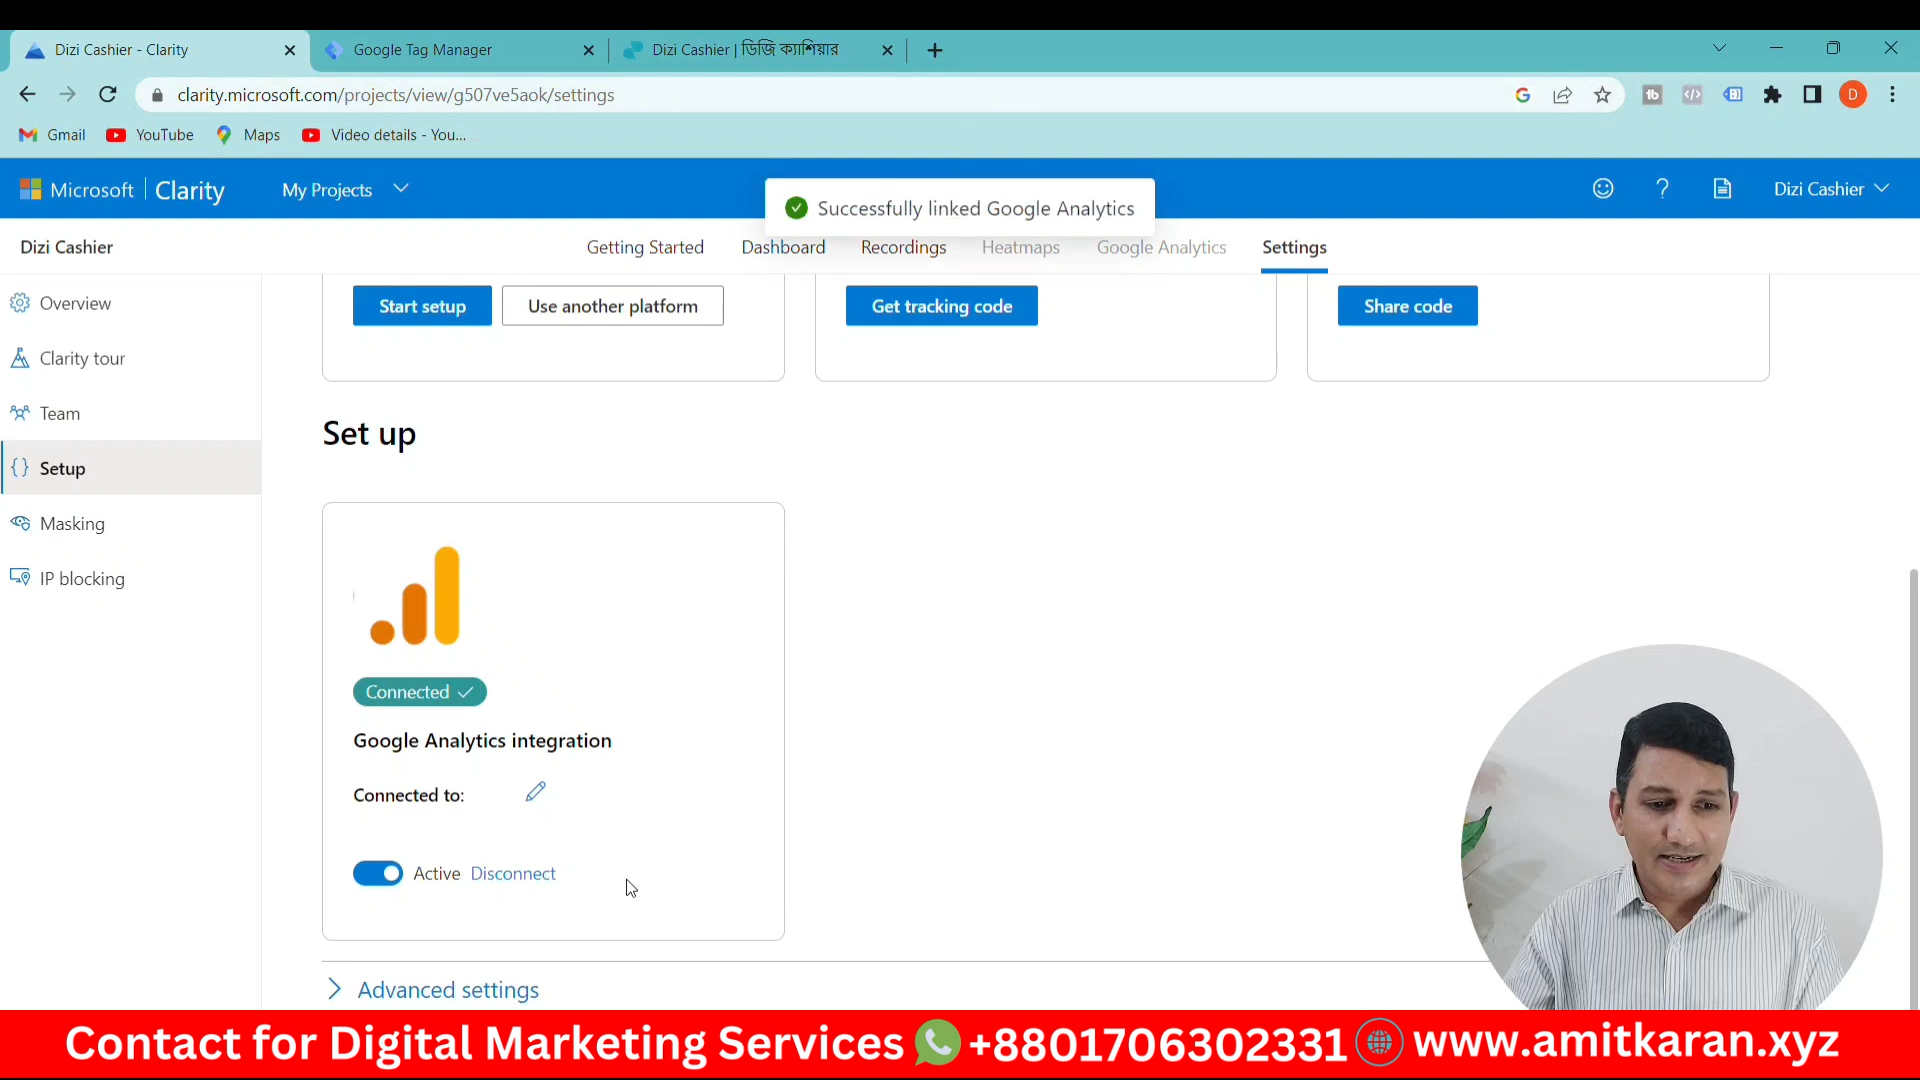 Dizi Cashier - Clarity
Google Tag Manager
Dizi Cashier | ডিজি ক্যাশিয়ার
clarity.microsoft.com/projects/view/g507ve5aok/settings
D
Gmail
YouTube
Maps
Video details - You...
Microsoft | Clarity
My Projects
Successfully linked Google Analytics
Dizi Cashier
Dizi Cashier
Getting Started
Dashboard
Recordings
Heatmaps
Google Analytics
Settings
Overview
Clarity tour
Team
Setup
Masking
IP blocking
Start setup
Use another platform
Get tracking code
Share code
Set up
Connected
Google Analytics integration
Connected to:
Active Disconnect
Advanced settings
Contact for Digital Marketing Services +8801706302331 www.amitkaran.xyz